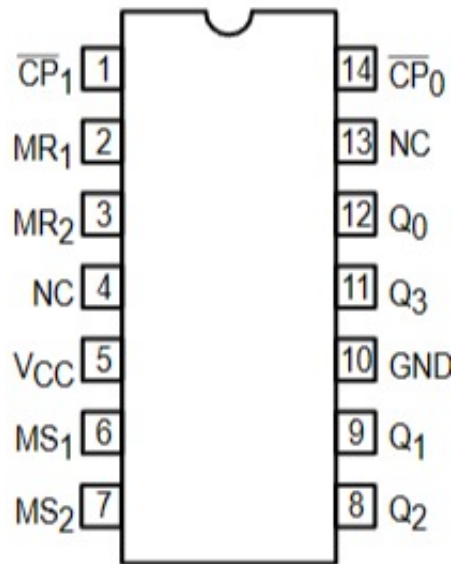 CP1 1 14 CP0
MR1 2 13 NC
MR2 3 12 Q0
NC 4 11 Q3
VCC 5 10 GND
MS1 6 9 Q1
MS2 7 8 Q2